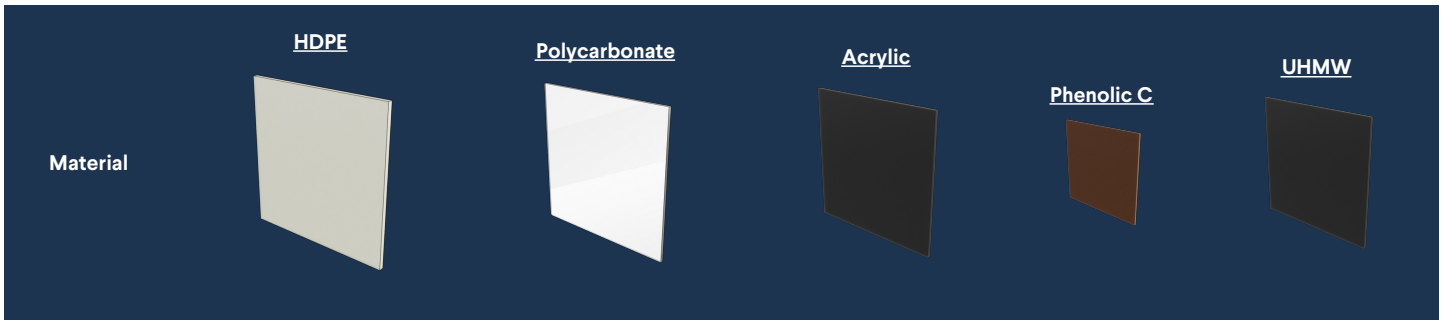 HDPE
Polycarbonate
Acrylic
Phenolic C
UHMW
Material